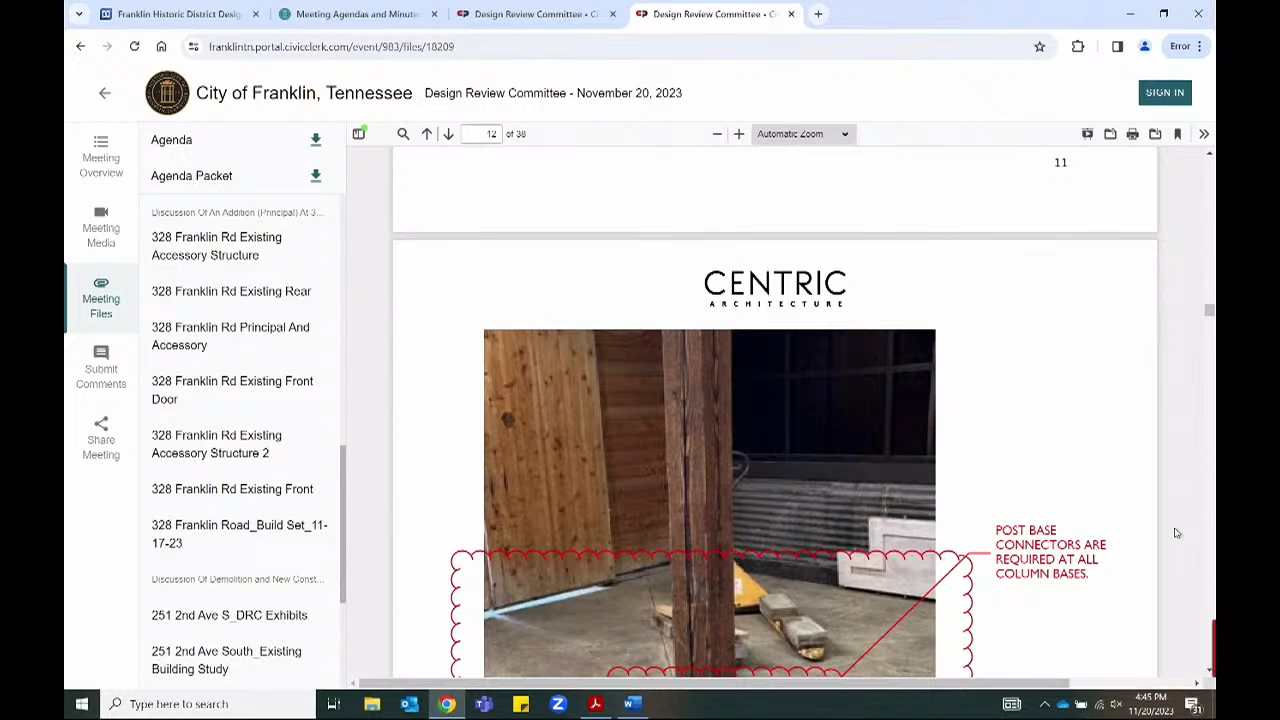 Franklin Historic District Desig
Meeting Agendas and Minute
Design Review Committee • C
Design Review Committee • C
franklintn.portal.civicclerk.com/event/983/files/18209
Error
City of Franklin, Tennessee
Design Review Committee - November 20, 2023
SIGN IN
Meeting
Overview
Meeting
Media
Meeting
Files
Submit
Comments
Share
Meeting
Agenda
Agenda Packet
Discussion Of An Addition (Principal) At 3...
328 Franklin Rd Existing
Accessory Structure
328 Franklin Rd Existing Rear
328 Franklin Rd Principal And
Accessory
328 Franklin Rd Existing Front
Door
328 Franklin Rd Existing
Accessory Structure 2
328 Franklin Rd Existing Front
328 Franklin Road_Build Set_11-
17-23
Discussion Of Demolition and New Const...
251 2nd Ave S_DRC Exhibits
251 2nd Ave South_Existing
Building Study
12 of 38
Automatic Zoom
11
CENTRIC
ARCHITECTURE
POST BASE
CONNECTORS ARE
REQUIRED AT ALL
COLUMN BASES.
Type here to search
4:45 PM
11/20/2023